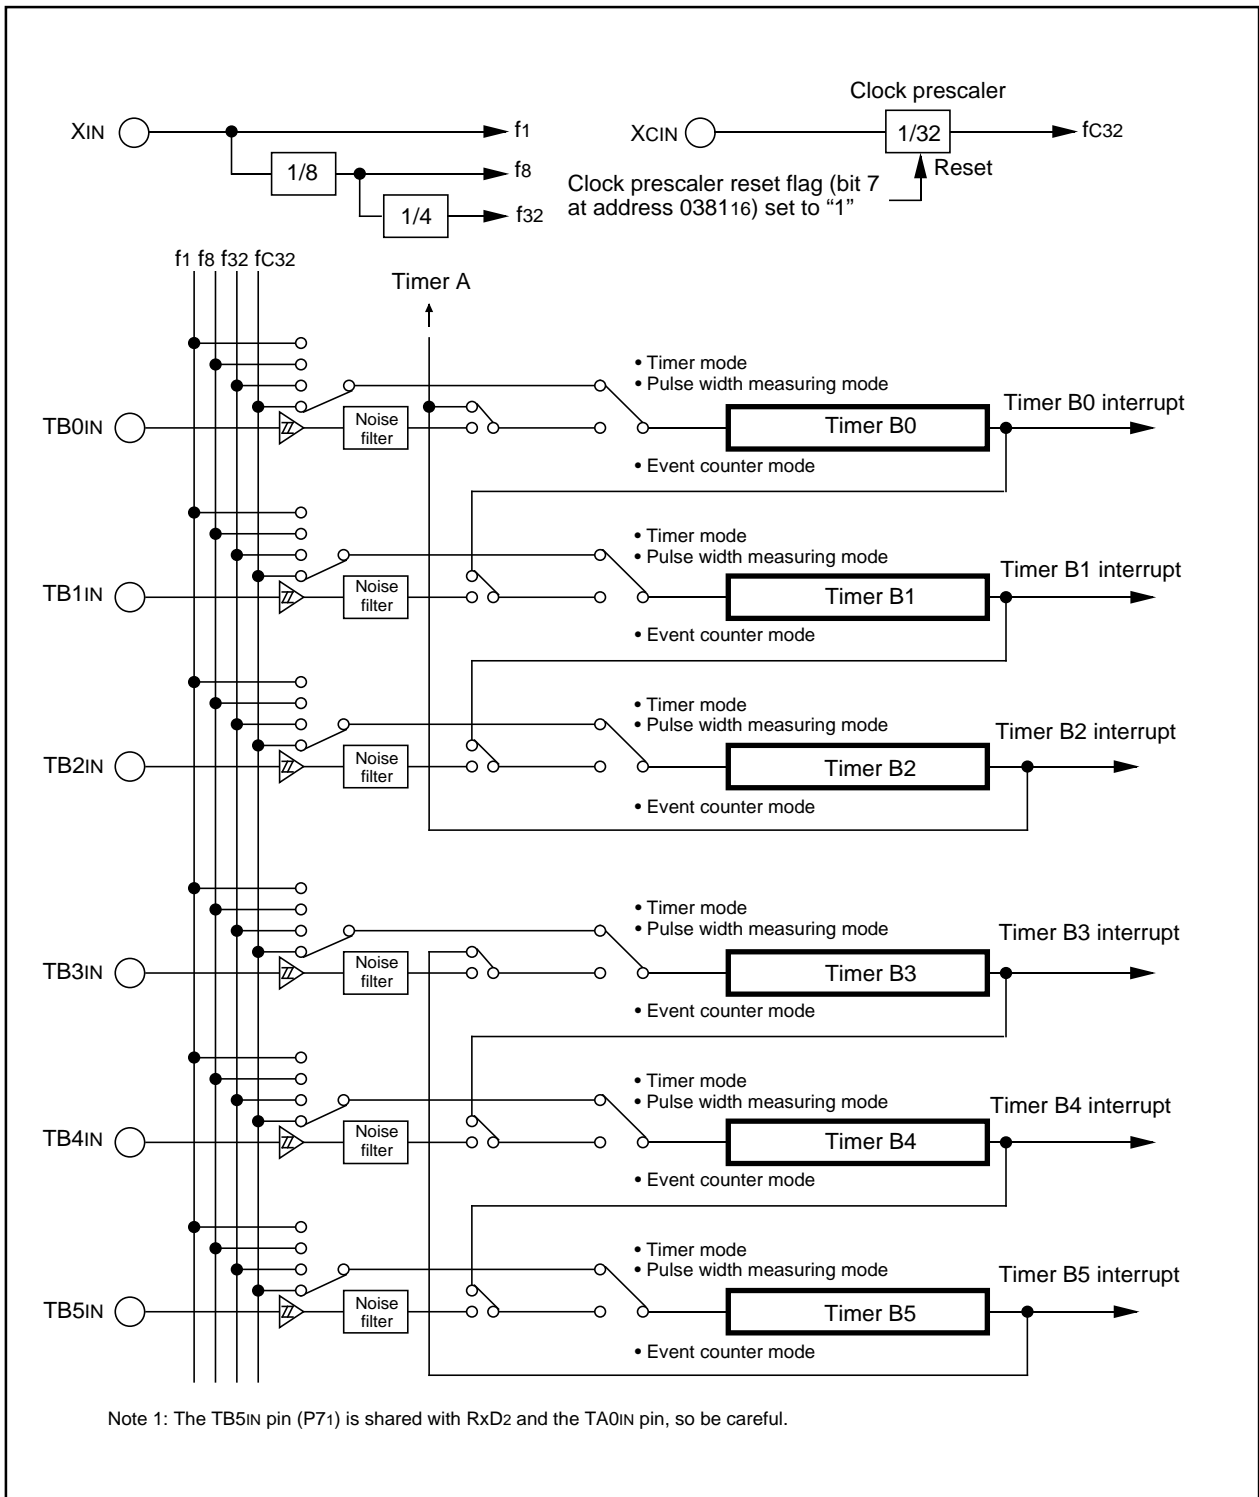 Clock prescaler
XIN
f1
XCIN
1/32
fC32
1/8
f8
Reset
Clock prescaler reset flag (bit 7
at address 038116) set to “1”
1/4
f32
f1 f8 f32 fC32
Timer A
• Timer mode
• Pulse width measuring mode
TB0IN
Noise
filter
Timer B0
Timer B0 interrupt
• Event counter mode
• Timer mode
• Pulse width measuring mode
TB1IN
Noise
filter
Timer B1
Timer B1 interrupt
• Event counter mode
• Timer mode
• Pulse width measuring mode
TB2IN
Noise
filter
Timer B2
Timer B2 interrupt
• Event counter mode
• Timer mode
• Pulse width measuring mode
TB3IN
Noise
filter
Timer B3
Timer B3 interrupt
• Event counter mode
• Timer mode
• Pulse width measuring mode
TB4IN
Noise
filter
Timer B4
Timer B4 interrupt
• Event counter mode
• Timer mode
• Pulse width measuring mode
TB5IN
Noise
filter
Timer B5
Timer B5 interrupt
• Event counter mode
Note 1: The TB5IN pin (P71) is shared with RxD2 and the TA0IN pin, so be careful.